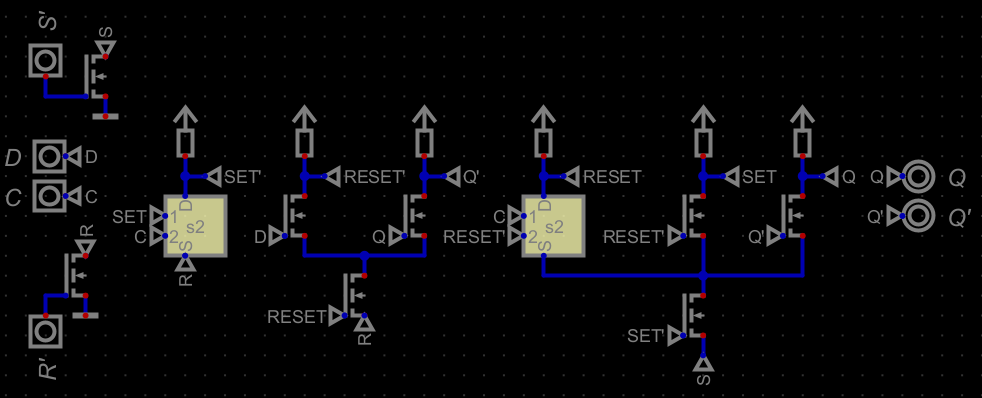 S'
S
D
D
C
C
R
R'
SET'
D
SET
1
s2
C
2
S
R
RESET'
D
Q'
Q
RESET
R
RESET
D
C
1
s2
RESET'
2
S
SET
RESET'
Q
Q'
SET'
S
Q
Q
Q'
Q'